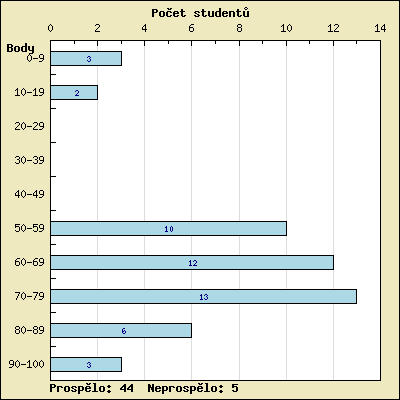 Počet studentů
0 2 4 6 8 10 12 14
Body
0-9 3
10-19 2
20-29
30-39
40-49
50-59 10
60-69 12
70-79 13
80-89 6
90-100 3
Prospělo: 44 Neprospělo: 5